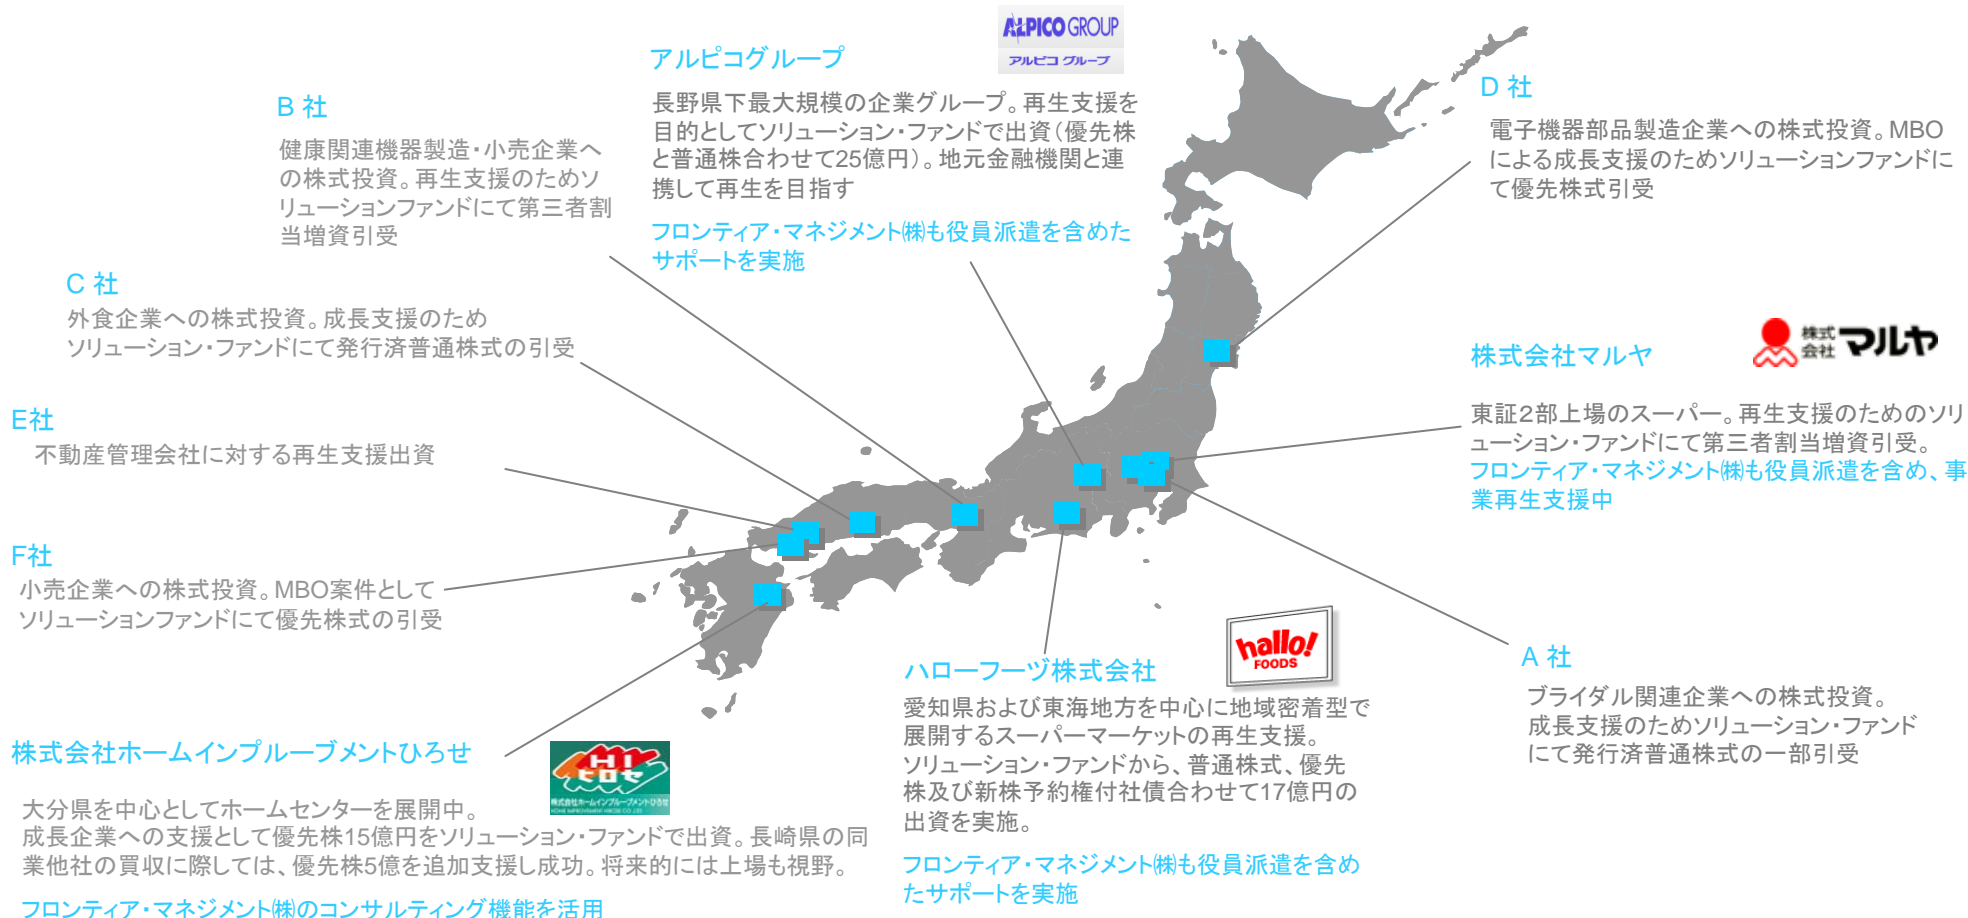 ALPICO GROUP
アルピコ グループ
アルピコグループ
長野県下最大規模の企業グループ。再生支援を
目的としてソリューション・ファンドで出資（優先株
と普通株合わせて25億円）。地元金融機関と連
携して再生を目指す
フロンティア・マネジメント㈱も役員派遣を含めた
サポートを実施
B 社
健康関連機器製造・小売企業へ
の株式投資。再生支援のためソ
リューションファンドにて第三者割
当増資引受
C 社
外食企業への株式投資。成長支援のため
ソリューション・ファンドにて発行済普通株式の引受
E社
不動産管理会社に対する再生支援出資
F社
小売企業への株式投資。MBO案件として
ソリューションファンドにて優先株式の引受
株式会社ホームインプルーブメントひろせ
HI
ヒロセ
株式会社ホームインプルーブメントひろせ
大分県を中心としてホームセンターを展開中。
成長企業への支援として優先株15億円をソリューション・ファンドで出資。長崎県の同
業他社の買収に際しては、優先株5億を追加支援し成功。将来的には上場も視野。
フロンティア・マネジメント㈱のコンサルティング機能を活用
D 社
電子機器部品製造企業への株式投資。MBO
による成長支援のためソリューションファンドに
て優先株式引受
株式会社マルヤ
株式会社マルヤ
東証2部上場のスーパー。再生支援のためのソリ
ューション・ファンドにて第三者割当増資引受。
フロンティア・マネジメント㈱も役員派遣を含め、事
業再生支援中
A 社
ブライダル関連企業への株式投資。
成長支援のためソリューション・ファンド
にて発行済普通株式の一部引受
hallo!
FOODS
ハローフーヅ株式会社
愛知県および東海地方を中心に地域密着型で
展開するスーパーマーケットの再生支援。
ソリューション・ファンドから、普通株式、優先
株及び新株予約権付社債合わせて17億円の
出資を実施。
フロンティア・マネジメント㈱も役員派遣を含め
たサポートを実施